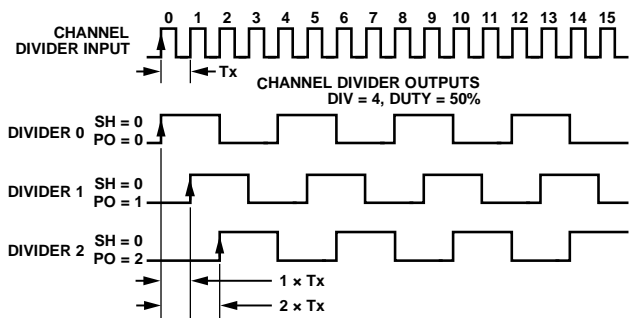 0 1 2 3 4 5 6 7 8 9 10 11 12 13 14 15
CHANNEL
DIVIDER INPUT
Tx
CHANNEL DIVIDER OUTPUTS
DIV = 4, DUTY = 50%
DIVIDER 0
SH = 0
PO = 0
DIVIDER 1
SH = 0
PO = 1
DIVIDER 2
SH = 0
PO = 2
1 × Tx
2 × Tx